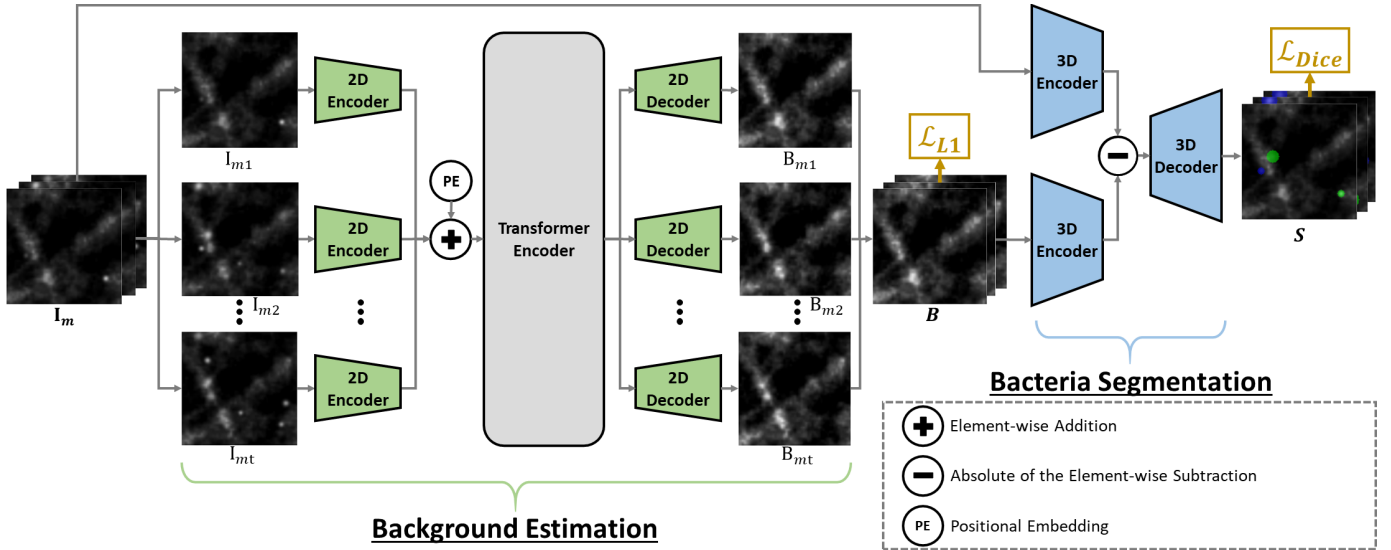 I_m
I_m1
I_m2
I_mt
2D
Encoder
2D
Encoder
2D
Encoder
PE
Transformer
Encoder
2D
Decoder
2D
Decoder
2D
Decoder
B_m1
B_m2
B_mt
B
ℒ_L1
3D
Encoder
3D
Encoder
3D
Decoder
ℒ_Dice
S
Background Estimation
Bacteria Segmentation
Element-wise Addition
Absolute of the Element-wise Subtraction
PE Positional Embedding